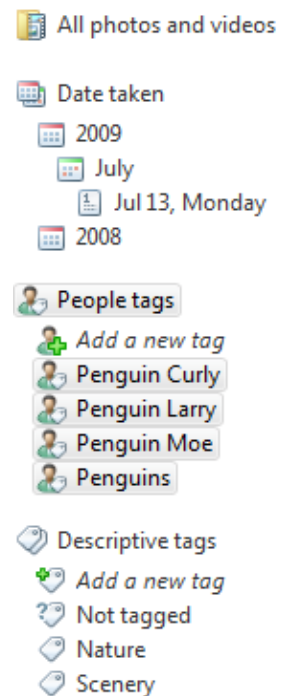 All photos and videos
Date taken
2009
July
Jul 13, Monday
2008
People tags
Add a new tag
Penguin Curly
Penguin Larry
Penguin Moe
Penguins
Descriptive tags
Add a new tag
Not tagged
Nature
Scenery